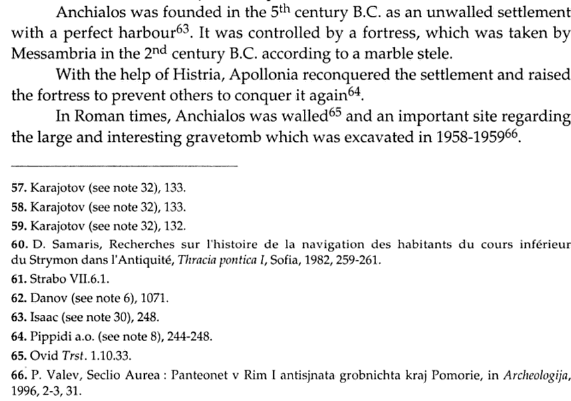 Anchialos was founded in the 5th century B.C. as an unwalled settlement
with a perfect harbour63. It was controlled by a fortress, which was taken by
Messambria in the 2nd century B.C. according to a marble stele.
With the help of Histria, Apollonia reconquered the settlement and raised
the fortress to prevent others to conquer it again64.
In Roman times, Anchialos was walled65 and an important site regarding
the large and interesting gravetomb which was excavated in 1958-195966.
57. Karajotov (see note 32), 133.
58. Karajotov (see note 32), 133.
59. Karajotov (see note 32), 132.
60. D. Samaris, Recherches sur l'histoire de la navigation des habitants du cours inférieur
du Strymon dans l'Antiquité, Thracia pontica I, Sofia, 1982, 259-261.
61. Strabo VII.6.1.
62. Danov (see note 6), 1071.
63. Isaac (see note 30), 248.
64. Pippidi a.o. (see note 8), 244-248.
65. Ovid Trst. 1.10.33.
66. P. Valev, Seclio Aurea : Panteonet v Rim I antisjnata grobnichta kraj Pomorie, in Archeologija,
1996, 2-3, 31.